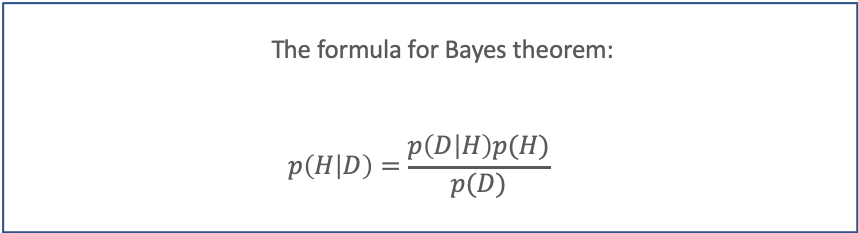 The formula for Bayes theorem:
p(H|D) = p(D|H)p(H)
p(D)